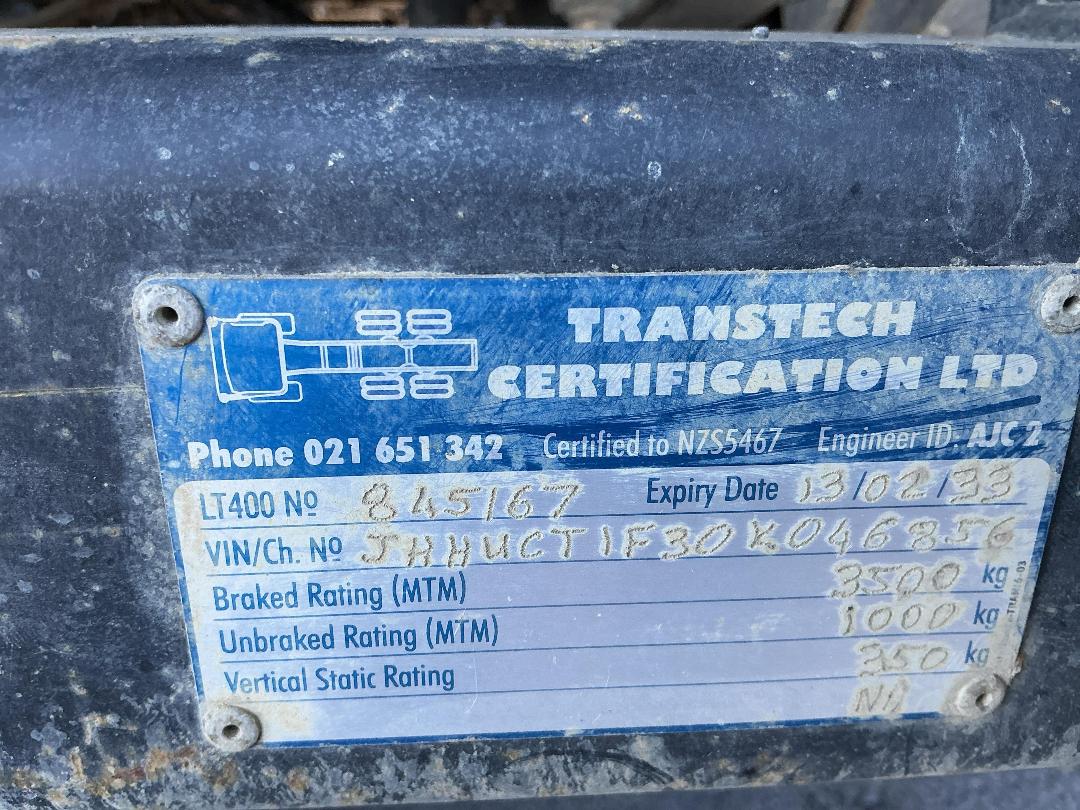 TRANSTECH
CERTIFICATION LTD
Phone 021 651 342 Certified to NZS5467 Engineer ID: AJC 2
LT400 Nº 845167 Expiry Date 13/02/33
VIN/Ch. Nº JHHUCT1F30K046856
Braked Rating (MTM) 3500 kg
Unbraked Rating (MTM) 1000 kg
Vertical Static Rating 350 kg
NA